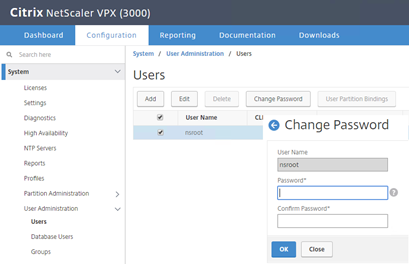 Citrix NetScaler VPX (3000)
Dashboard Configuration Reporting Documentation Downloads
Search here
System
Licenses
Settings
Diagnostics
High Availability
NTP Servers
Reports
Profiles
Partition Administration
User Administration
Users
Database Users
Groups
System / User Administration / Users
Users
Add Edit Delete Change Password User Partition Bindings
User Name CLI
nsroot
Change Password
User Name
nsroot
Password*
?
Confirm Password*
OK Close